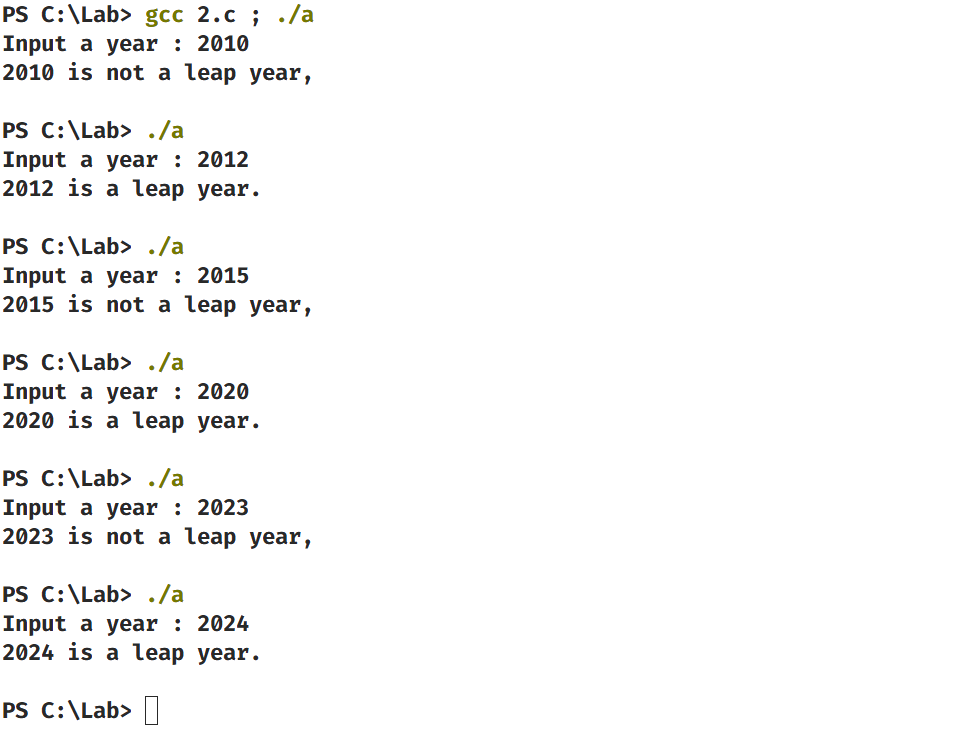 PS C:\Lab> gcc 2.c ; ./a
Input a year : 2010
2010 is not a leap year,
PS C:\Lab> ./a
Input a year : 2012
2012 is a leap year.
PS C:\Lab> ./a
Input a year : 2015
2015 is not a leap year,
PS C:\Lab> ./a
Input a year : 2020
2020 is a leap year.
PS C:\Lab> ./a
Input a year : 2023
2023 is not a leap year,
PS C:\Lab> ./a
Input a year : 2024
2024 is a leap year.
PS C:\Lab>